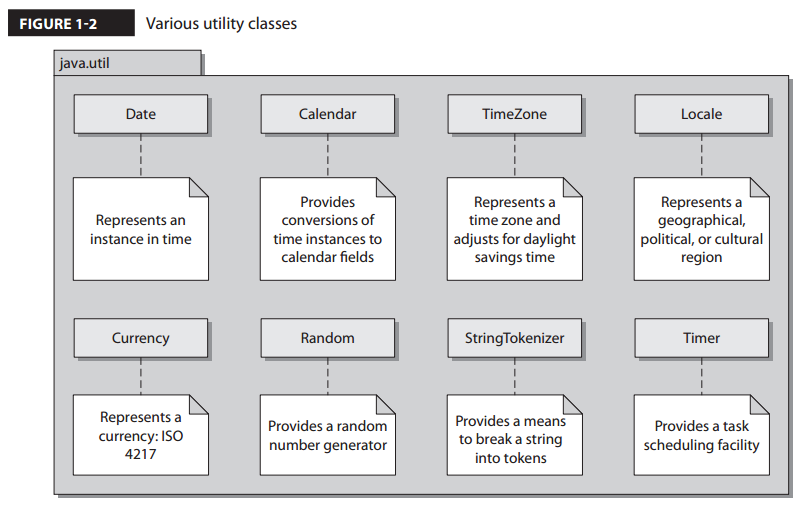 FIGURE 1-2 Various utility classes
java.util
Date
Calendar
TimeZone
Locale
Represents an
instance in time
Provides
conversions of
time instances to
calendar fields
Represents a
time zone and
adjusts for daylight
savings time
Represents a
geographical,
political, or cultural
region
Currency
Random
StringTokenizer
Timer
Represents a
currency: ISO
4217
Provides a random
number generator
Provides a means
to break a string
into tokens
Provides a task
scheduling facility